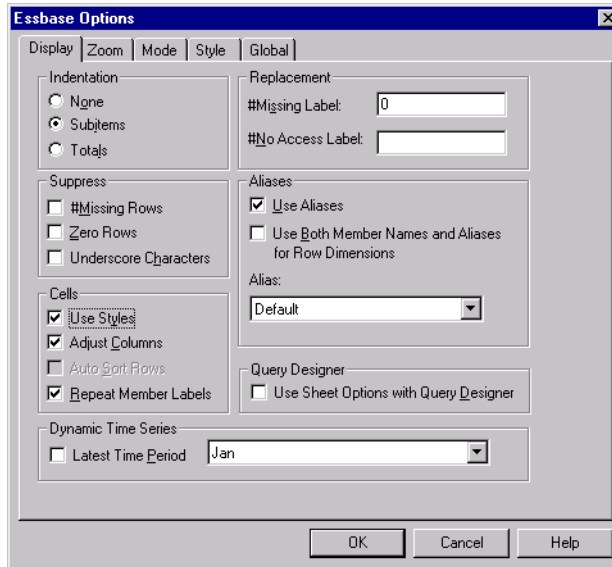 Essbase Options
Display Zoom Mode Style Global
Indentation
None
Subitems
Totals
Replacement
#Missing Label: 0
#No Access Label:
Suppress
#Missing Rows
Zero Rows
Underscore Characters
Aliases
Use Aliases
Use Both Member Names and Aliases
for Row Dimensions
Alias:
Default
Cells
Use Styles
Adjust Columns
Auto Sort Rows
Repeat Member Labels
Query Designer
Use Sheet Options with Query Designer
Dynamic Time Series
Latest Time Period Jan
OK Cancel Help